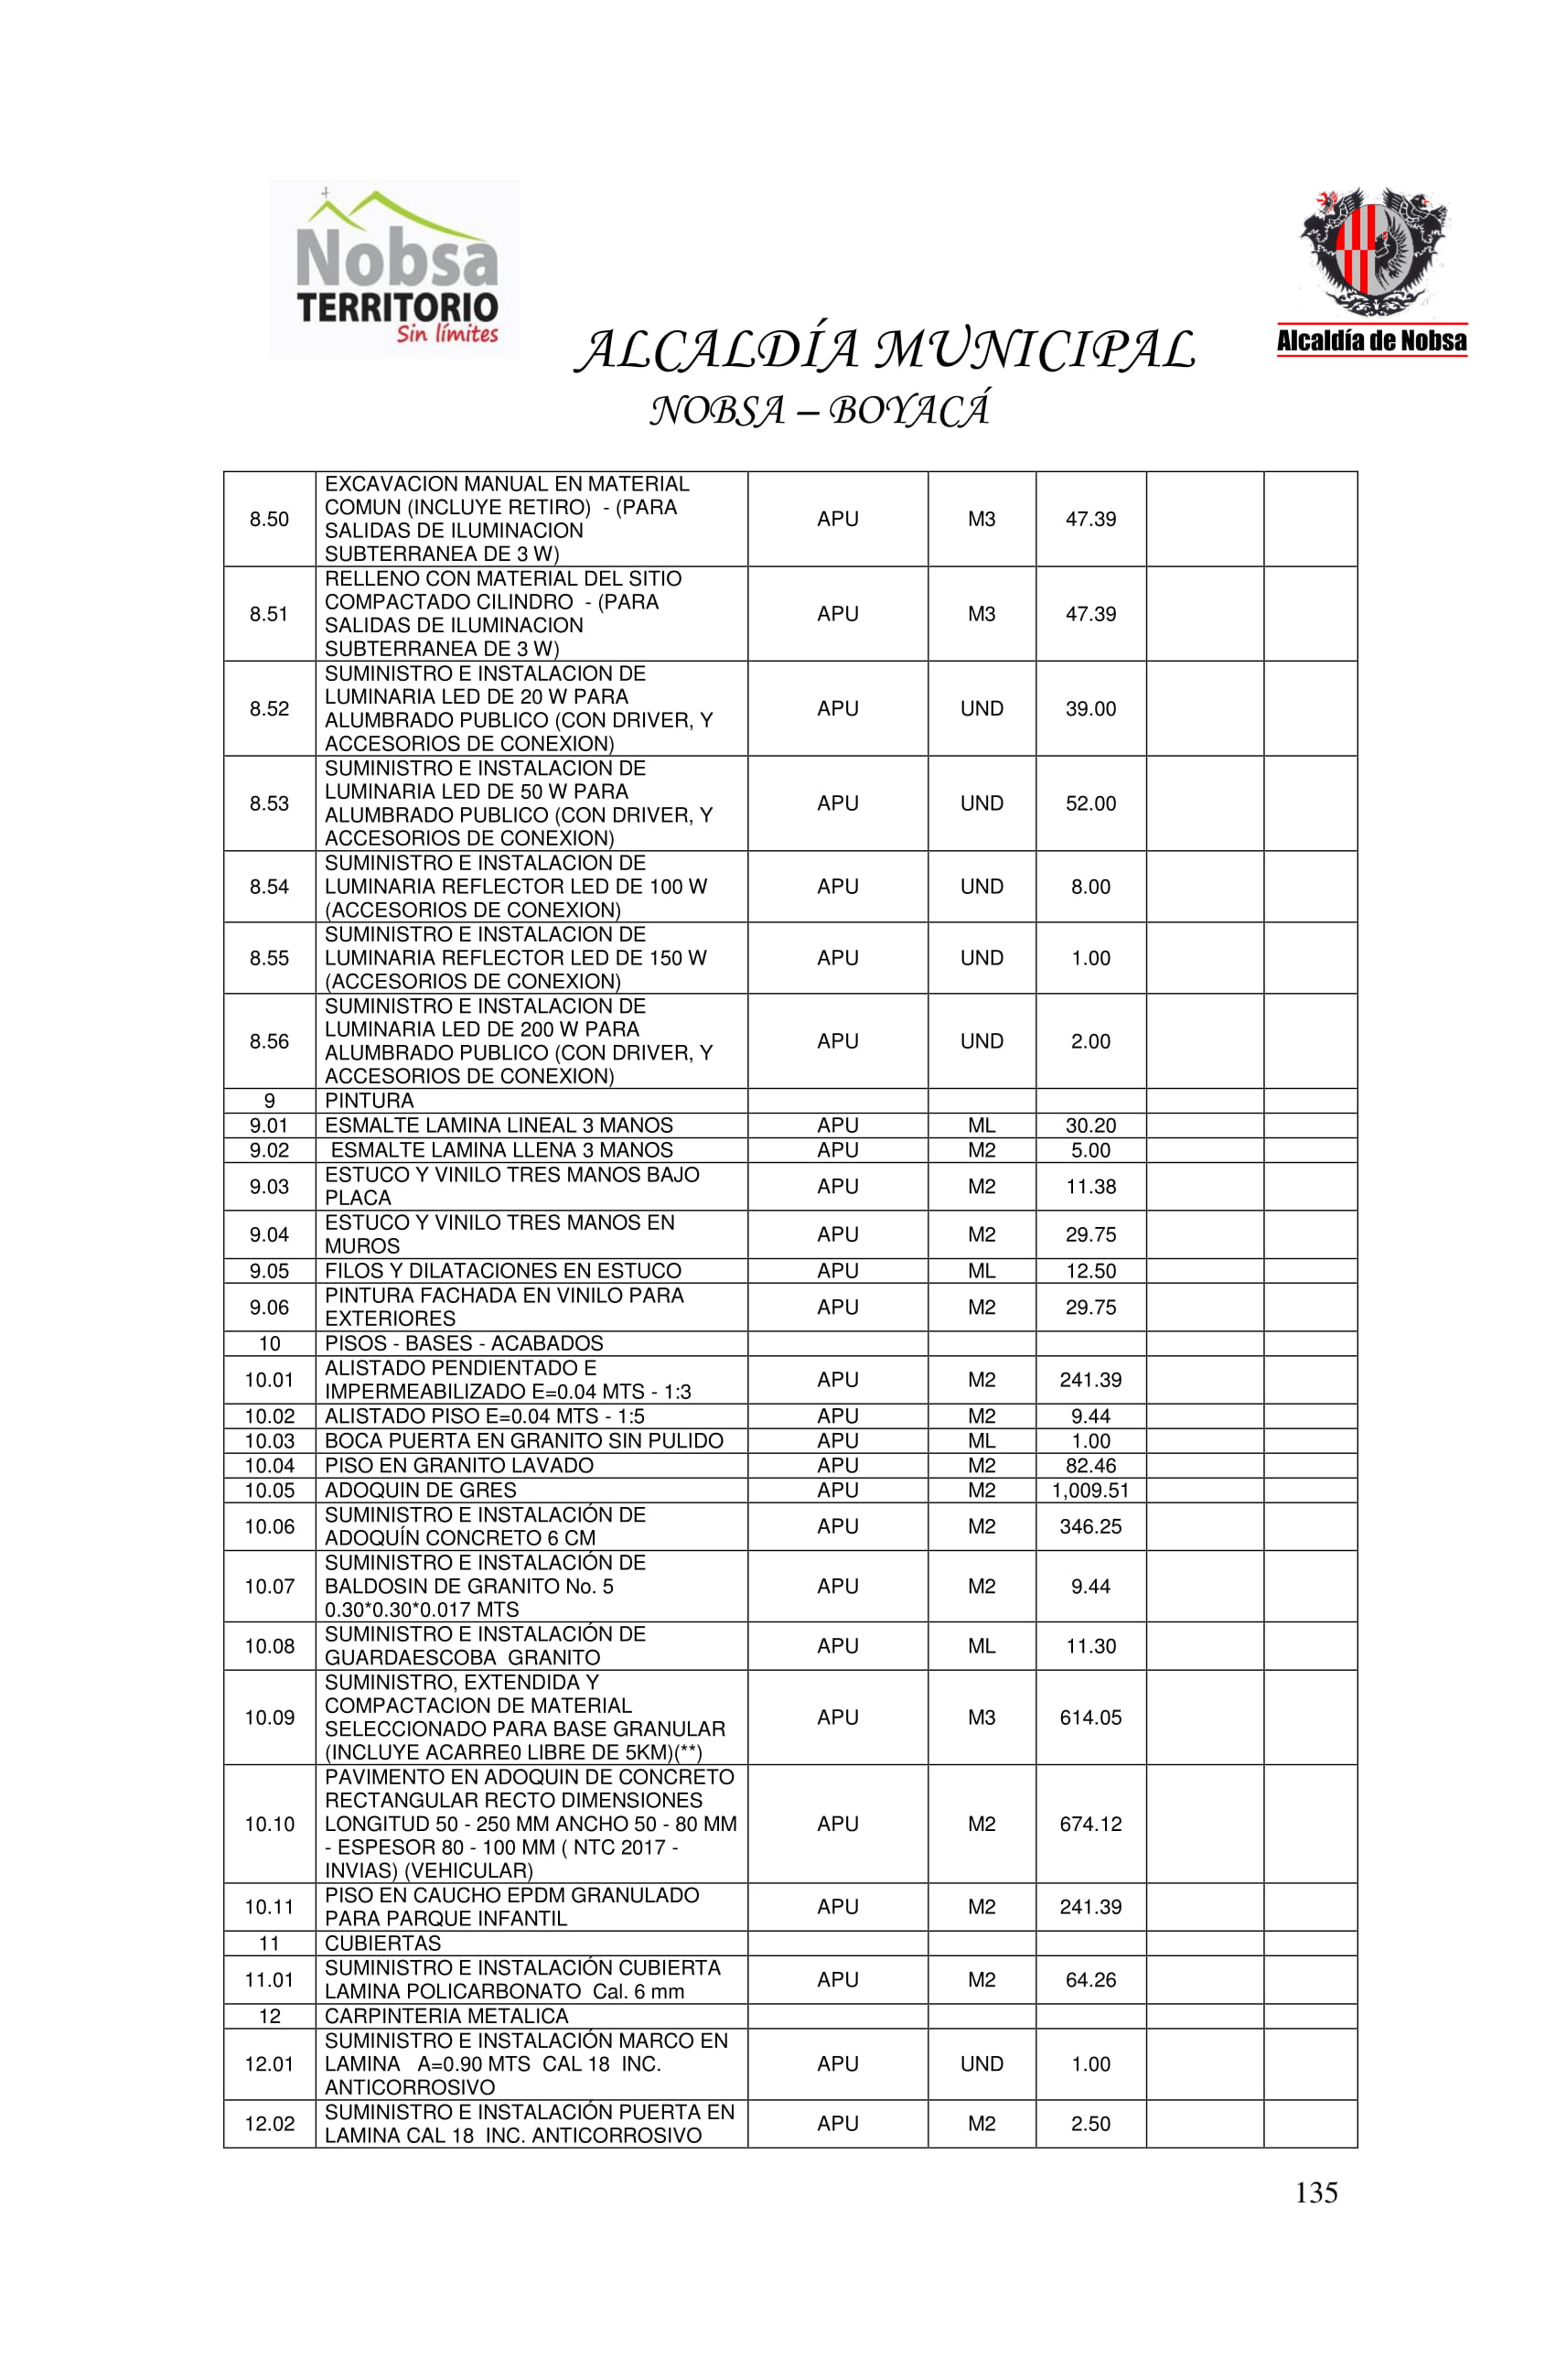 Nobsa
TERRITORIO
Sin límites
Alcaldía de Nobsa
ALCALDÍA MUNICIPAL
NOBSA – BOYACÁ
8.50 EXCAVACION MANUAL EN MATERIAL
COMUN (INCLUYE RETIRO) - (PARA
SALIDAS DE ILUMINACION
SUBTERRANEA DE 3 W) APU M3 47.39
8.51 RELLENO CON MATERIAL DEL SITIO
COMPACTADO CILINDRO - (PARA
SALIDAS DE ILUMINACION
SUBTERRANEA DE 3 W) APU M3 47.39
8.52 SUMINISTRO E INSTALACION DE
LUMINARIA LED DE 20 W PARA
ALUMBRADO PUBLICO (CON DRIVER, Y
ACCESORIOS DE CONEXION) APU UND 39.00
8.53 SUMINISTRO E INSTALACION DE
LUMINARIA LED DE 50 W PARA
ALUMBRADO PUBLICO (CON DRIVER, Y
ACCESORIOS DE CONEXION) APU UND 52.00
8.54 SUMINISTRO E INSTALACION DE
LUMINARIA REFLECTOR LED DE 100 W
(ACCESORIOS DE CONEXION) APU UND 8.00
8.55 SUMINISTRO E INSTALACION DE
LUMINARIA REFLECTOR LED DE 150 W
(ACCESORIOS DE CONEXION) APU UND 1.00
8.56 SUMINISTRO E INSTALACION DE
LUMINARIA LED DE 200 W PARA
ALUMBRADO PUBLICO (CON DRIVER, Y
ACCESORIOS DE CONEXION) APU UND 2.00
9 PINTURA
9.01 ESMALTE LAMINA LINEAL 3 MANOS APU ML 30.20
9.02 ESMALTE LAMINA LLENA 3 MANOS APU M2 5.00
9.03 ESTUCO Y VINILO TRES MANOS BAJO
PLACA APU M2 11.38
9.04 ESTUCO Y VINILO TRES MANOS EN
MUROS APU M2 29.75
9.05 FILOS Y DILATACIONES EN ESTUCO APU ML 12.50
9.06 PINTURA FACHADA EN VINILO PARA
EXTERIORES APU M2 29.75
10 PISOS - BASES - ACABADOS
10.01 ALISTADO PENDIENTADO E
IMPERMEABILIZADO E=0.04 MTS - 1:3 APU M2 241.39
10.02 ALISTADO PISO E=0.04 MTS - 1:5 APU M2 9.44
10.03 BOCA PUERTA EN GRANITO SIN PULIDO APU ML 1.00
10.04 PISO EN GRANITO LAVADO APU M2 82.46
10.05 ADOQUIN DE GRES APU M2 1,009.51
10.06 SUMINISTRO E INSTALACIÓN DE
ADOQUÍN CONCRETO 6 CM APU M2 346.25
10.07 SUMINISTRO E INSTALACIÓN DE
BALDOSIN DE GRANITO No. 5
0.30*0.30*0.017 MTS APU M2 9.44
10.08 SUMINISTRO E INSTALACIÓN DE
GUARDAESCOBA GRANITO APU ML 11.30
10.09 SUMINISTRO, EXTENDIDA Y
COMPACTACION DE MATERIAL
SELECCIONADO PARA BASE GRANULAR
(INCLUYE ACARRE0 LIBRE DE 5KM)(**) APU M3 614.05
10.10 PAVIMENTO EN ADOQUIN DE CONCRETO
RECTANGULAR RECTO DIMENSIONES
LONGITUD 50 - 250 MM ANCHO 50 - 80 MM
- ESPESOR 80 - 100 MM ( NTC 2017 -
INVIAS) (VEHICULAR) APU M2 674.12
10.11 PISO EN CAUCHO EPDM GRANULADO
PARA PARQUE INFANTIL APU M2 241.39
11 CUBIERTAS
11.01 SUMINISTRO E INSTALACIÓN CUBIERTA
LAMINA POLICARBONATO Cal. 6 mm APU M2 64.26
12 CARPINTERIA METALICA
12.01 SUMINISTRO E INSTALACIÓN MARCO EN
LAMINA A=0.90 MTS CAL 18 INC.
ANTICORROSIVO APU UND 1.00
12.02 SUMINISTRO E INSTALACIÓN PUERTA EN
LAMINA CAL 18 INC. ANTICORROSIVO APU M2 2.50
135